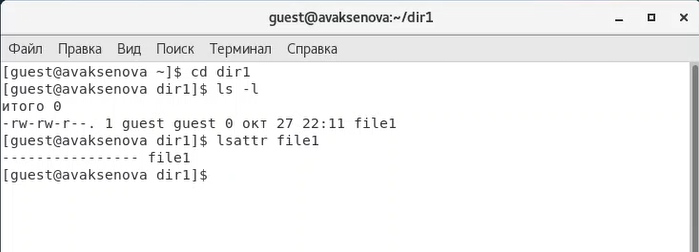 guest@avaksenova:~/dir1
Файл Правка Вид Поиск Терминал Справка
[guest@avaksenova ~]$ cd dir1
[guest@avaksenova dir1]$ ls -l
итого 0
-rw-rw-r--. 1 guest guest 0 окт 27 22:11 file1
[guest@avaksenova dir1]$ lsattr file1
---------------- file1
[guest@avaksenova dir1]$